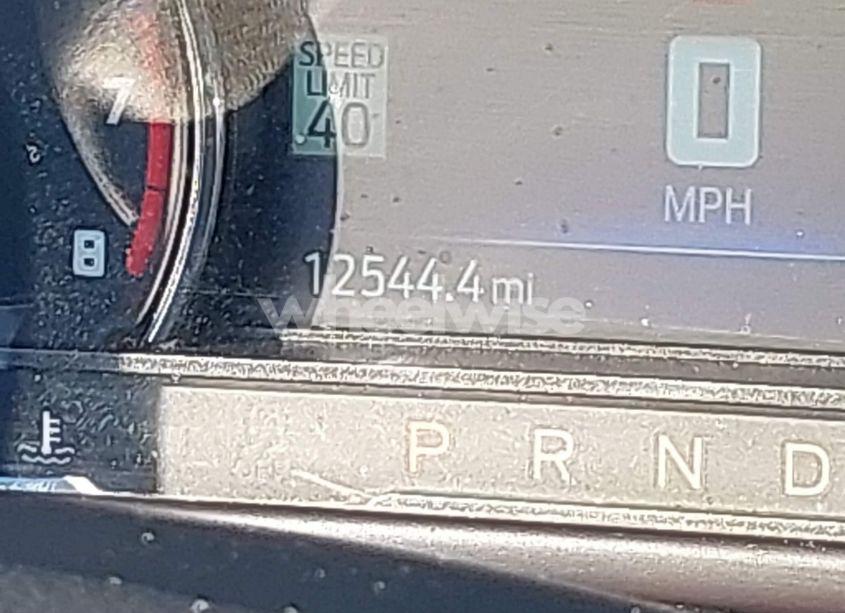 7
8
SPEED
LIMIT
40
0
MPH
12544.4 mi
wheelwise
P R N D